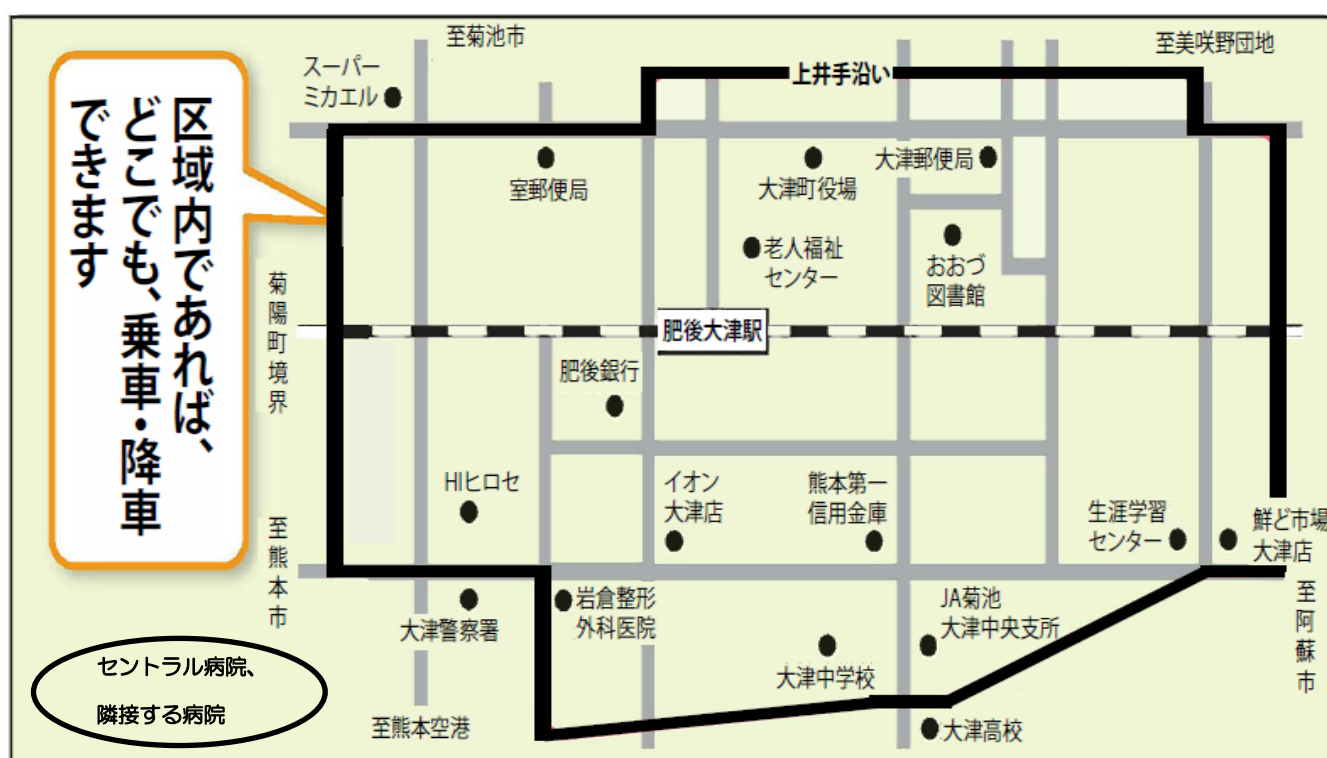 区域内であれば、
どこでも、乗車・降車
できます
至菊池市
至美咲野団地
スーパー
ミカエル
上井手沿い
室郵便局
大津町役場
大津郵便局
老人福祉
センター
おおづ
図書館
菊陽町境界
肥後大津駅
肥後銀行
HIヒロセ
イオン
大津店
熊本第一
信用金庫
生涯学習
センター
鮮ど市場
大津店
至熊本市
大津警察署
岩倉整形
外科医院
JA菊池
大津中央支所
至阿蘇市
大津中学校
セントラル病院、
隣接する病院
至熊本空港
大津高校